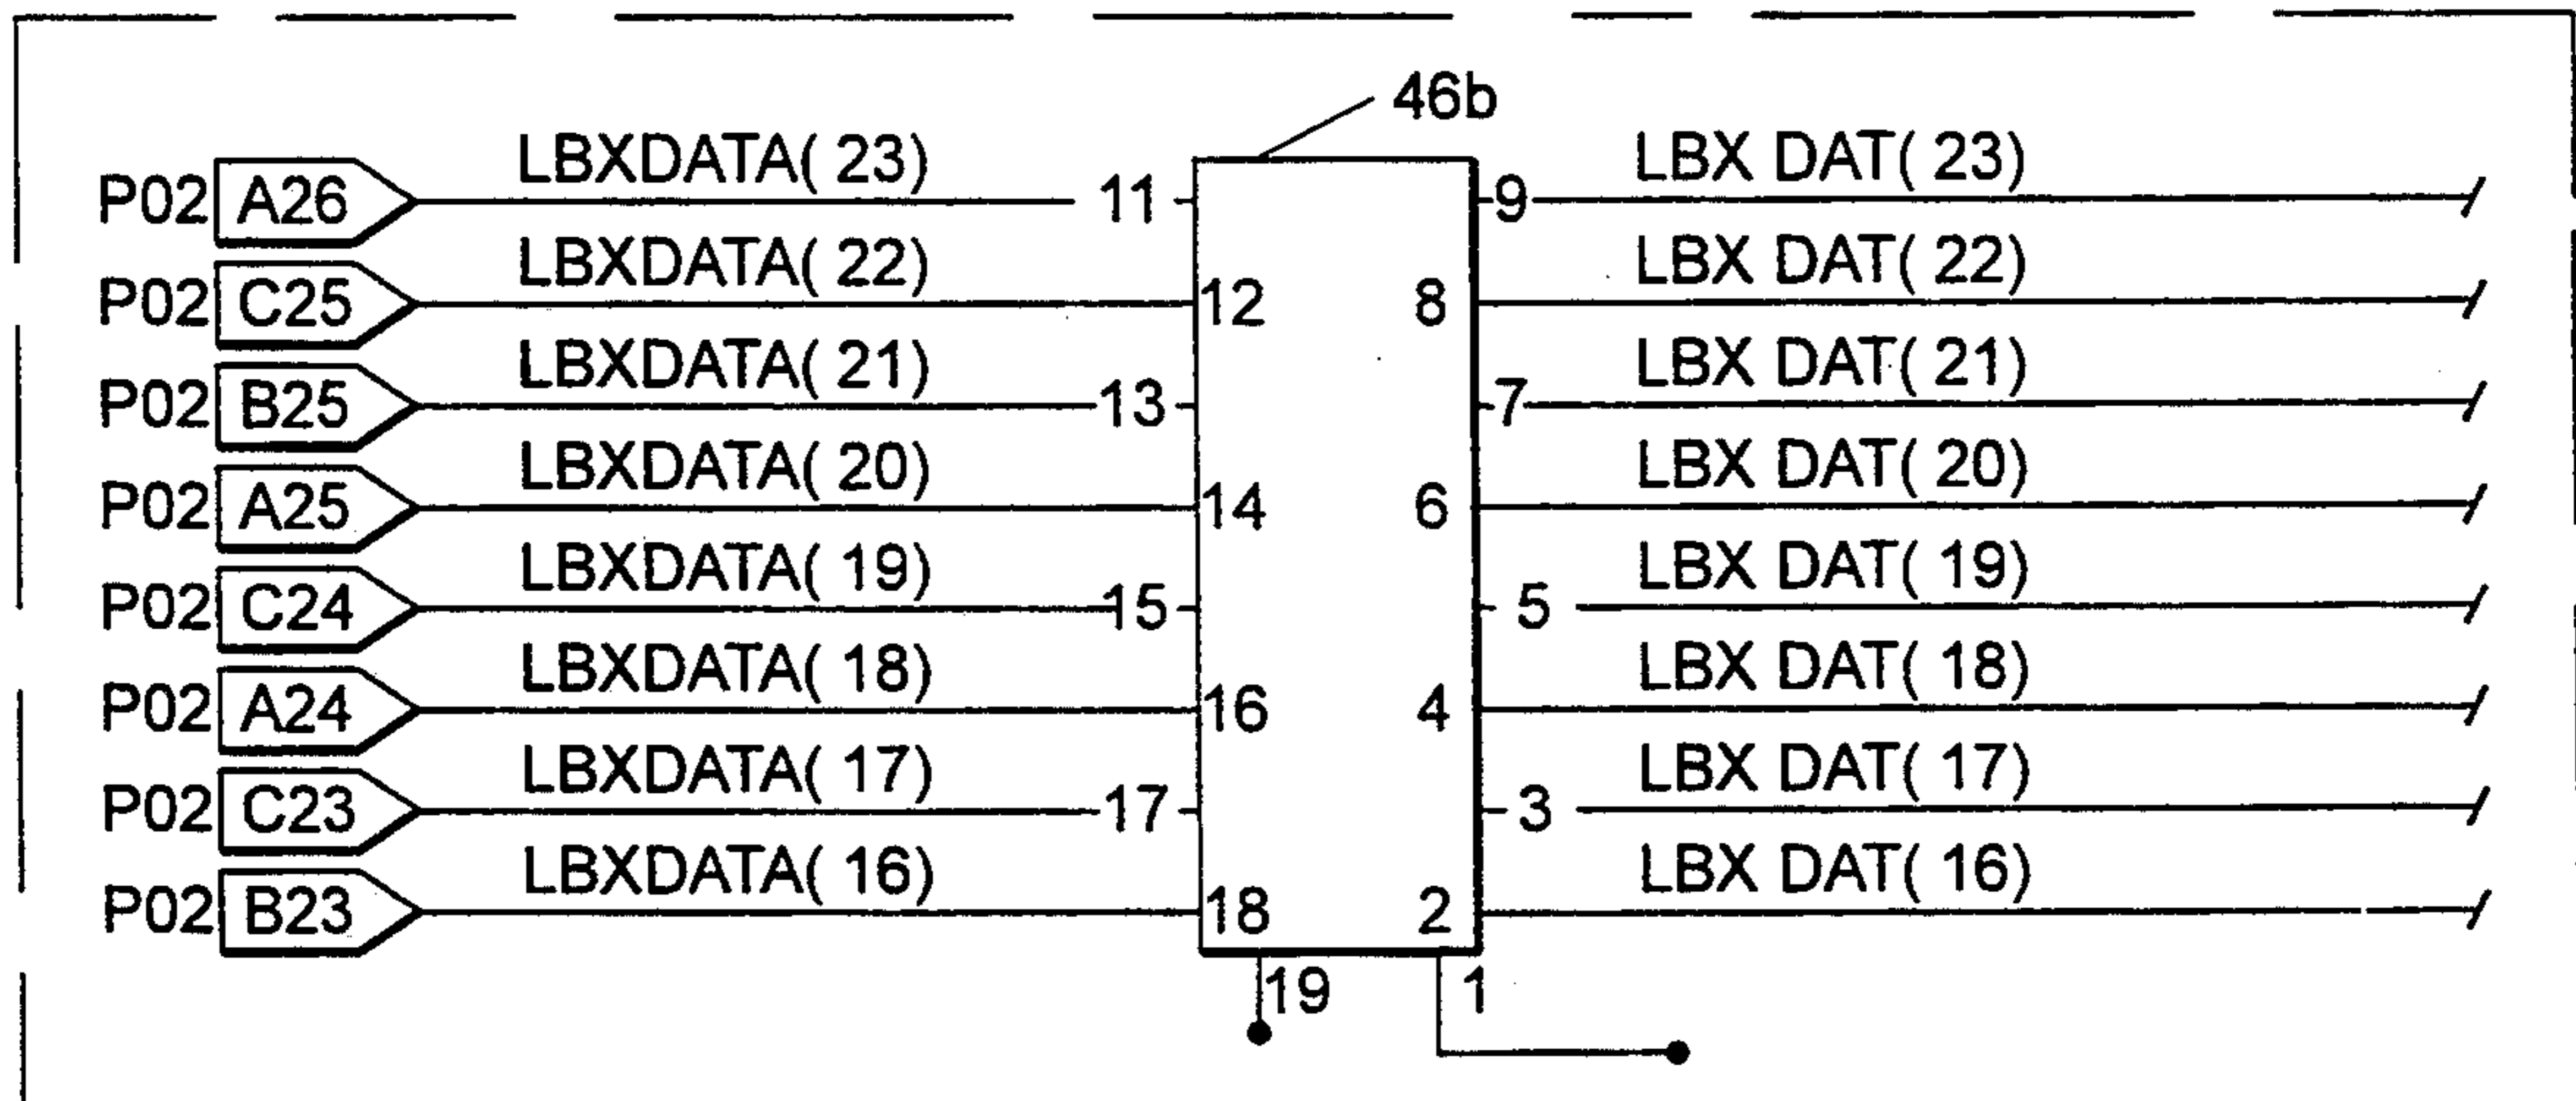 46b
P02 A26 LBXDATA( 23) 11 9 LBX DAT( 23)
P02 C25 LBXDATA( 22) 12 8 LBX DAT( 22)
P02 B25 LBXDATA( 21) 13 7 LBX DAT( 21)
P02 A25 LBXDATA( 20) 14 6 LBX DAT( 20)
P02 C24 LBXDATA( 19) 15 5 LBX DAT( 19)
P02 A24 LBXDATA( 18) 16 4 LBX DAT( 18)
P02 C23 LBXDATA( 17) 17 3 LBX DAT( 17)
P02 B23 LBXDATA( 16) 18 2 LBX DAT( 16)
19 1